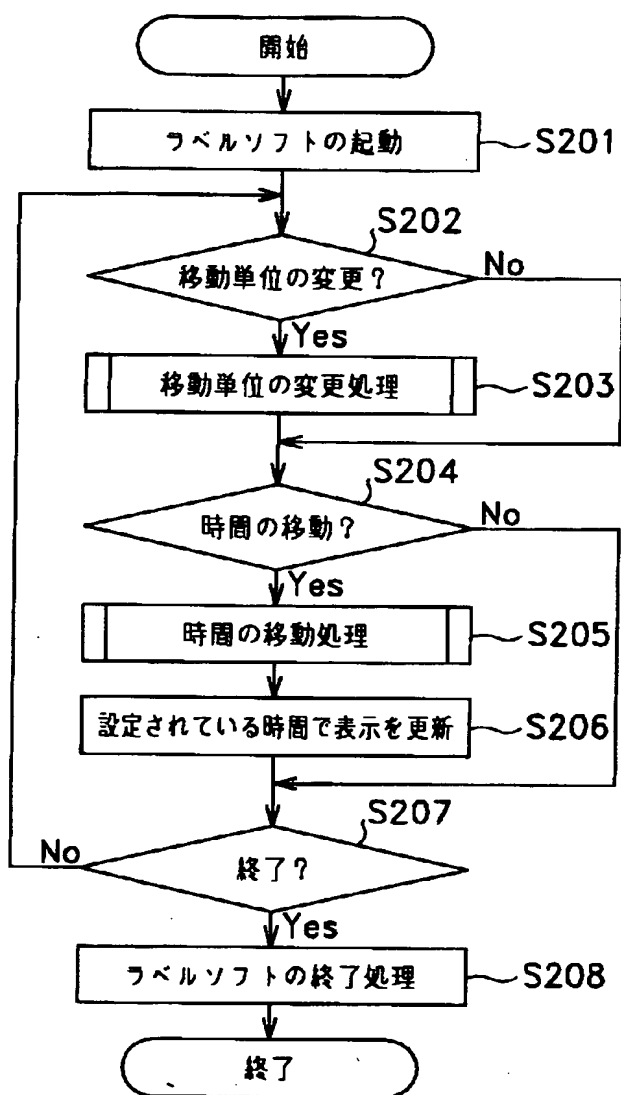 開始
ラベルソフトの起動
S201
S202
移動単位の変更?
No
Yes
移動単位の変更処理
S203
S204
時間の移動?
No
Yes
時間の移動処理
S205
設定されている時間で表示を更新
S206
S207
終了?
No
Yes
ラベルソフトの終了処理
S208
終了